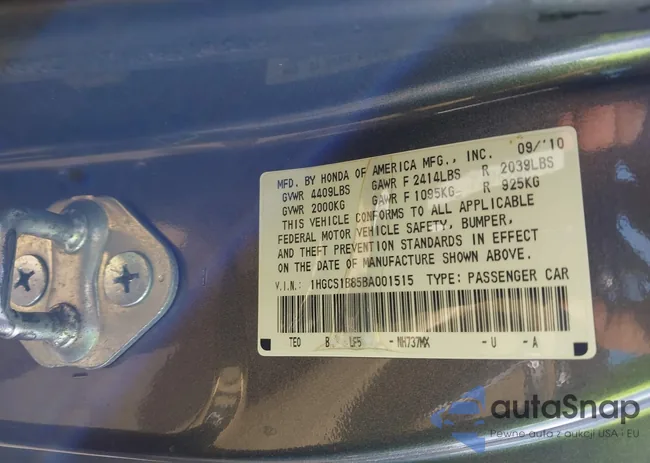 MFD. BY HONDA OF AMERICA MFG., INC. 09/'10
GVWR 4409LBS GAWR F 2414LBS R 2039LBS
GVWR 2000KG GAWR F 1095KG R 925KG
THIS VEHICLE CONFORMS TO ALL APPLICABLE
FEDERAL MOTOR VEHICLE SAFETY, BUMPER,
AND THEFT PREVENTION STANDARDS IN EFFECT
ON THE DATE OF MANUFACTURE SHOWN ABOVE.
V.I.N.: 1HGCS1B85BA001515 TYPE: PASSENGER CAR
TEO B NH737MX - U - A
autoSnap
Pewne auta z aukcji USA i EU